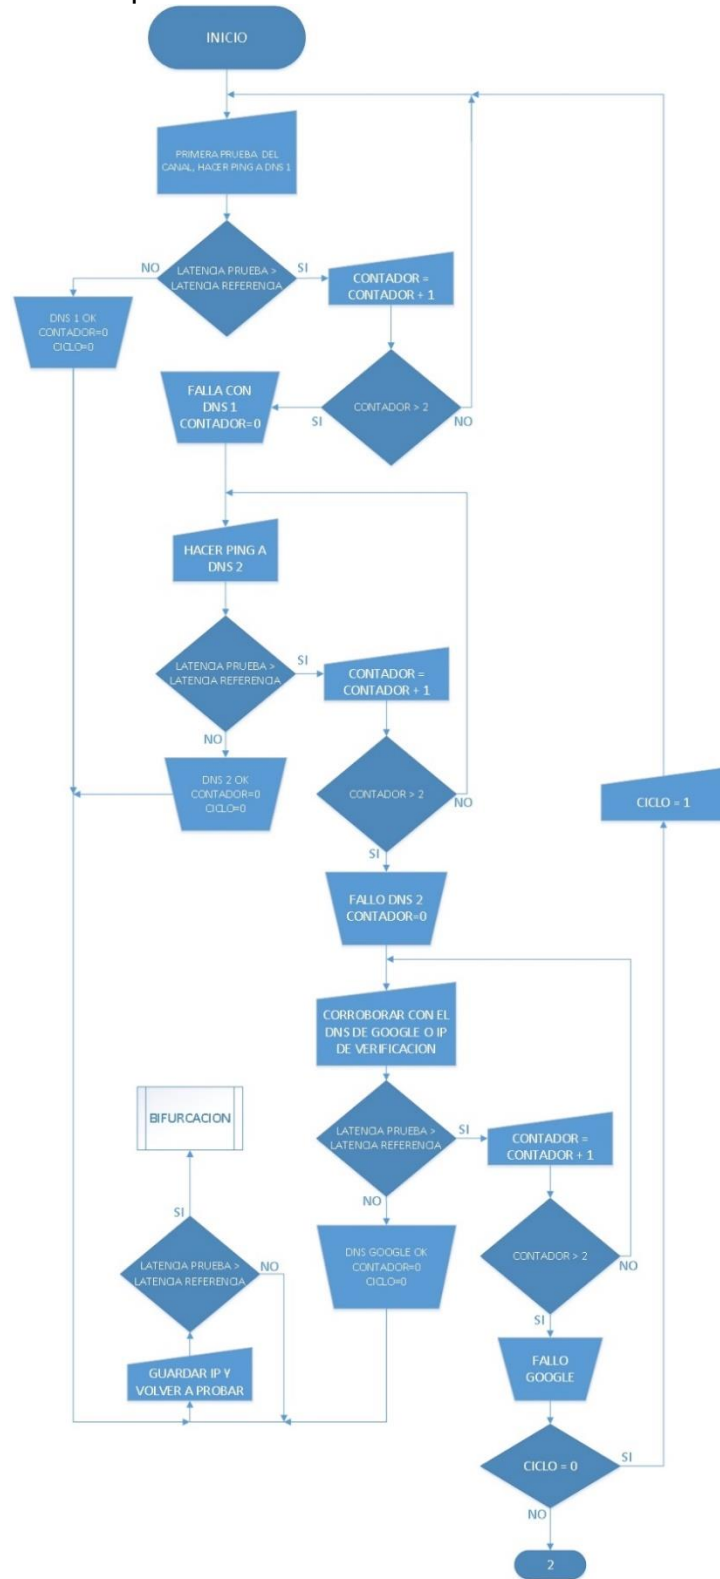 INICIO
PRIMERA PRUEBA DEL
CANAL, HACER PING A DNS 1
LATENCIA PRUEBA >
LATENCIA REFERENCIA
NO
SI
CONTADOR =
CONTADOR + 1
DNS 1 OK
CONTADOR=0
CICLO=0
CONTADOR > 2
SI
NO
FALLA CON
DNS 1
CONTADOR=0
HACER PING A
DNS 2
LATENCIA PRUEBA >
LATENCIA REFERENCIA
SI
NO
CONTADOR =
CONTADOR + 1
DNS 2 OK
CONTADOR=0
CICLO=0
CONTADOR > 2
NO
SI
CICLO = 1
FALLO DNS 2
CONTADOR=0
CORROBORAR CON EL
DNS DE GOOGLE O IP
DE VERIFICACION
LATENCIA PRUEBA >
LATENCIA REFERENCIA
SI
NO
CONTADOR =
CONTADOR + 1
BIFURCACION
SI
LATENCIA PRUEBA >
LATENCIA REFERENCIA
NO
DNS GOOGLE OK
CONTADOR=0
CICLO=0
CONTADOR > 2
NO
SI
GUARDAR IP Y
VOLVER A PROBAR
FALLO
GOOGLE
CICLO = 0
SI
NO
2